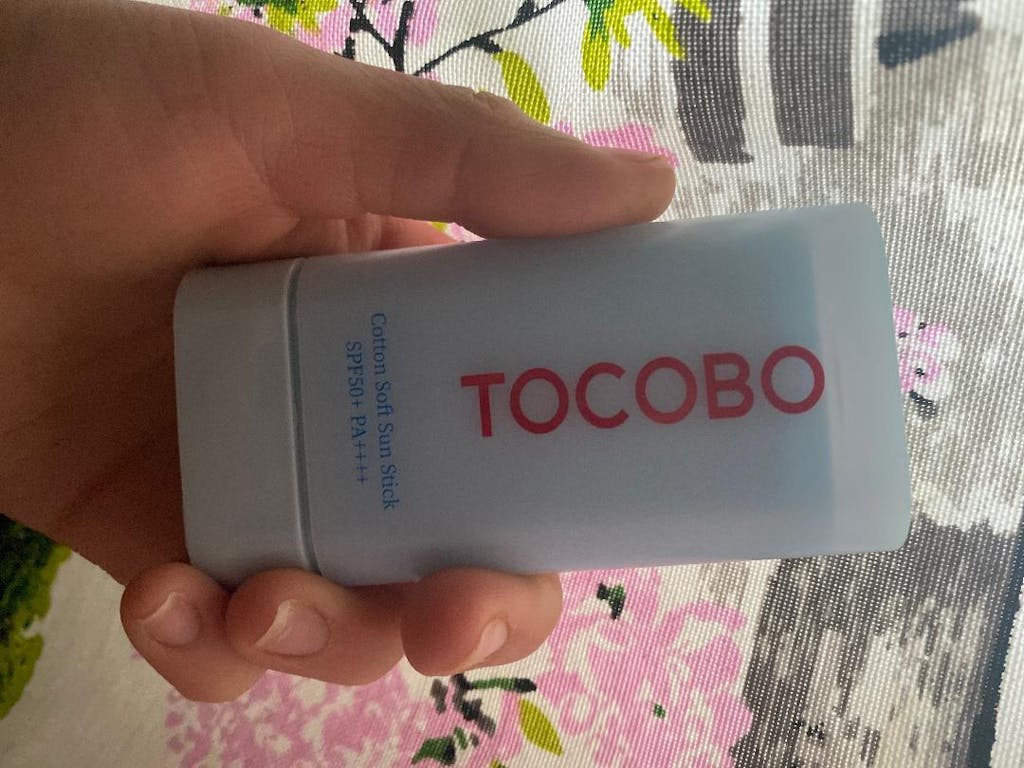 TOCOBO
Cotton Soft Sun Stick
SPF50+ PA++++